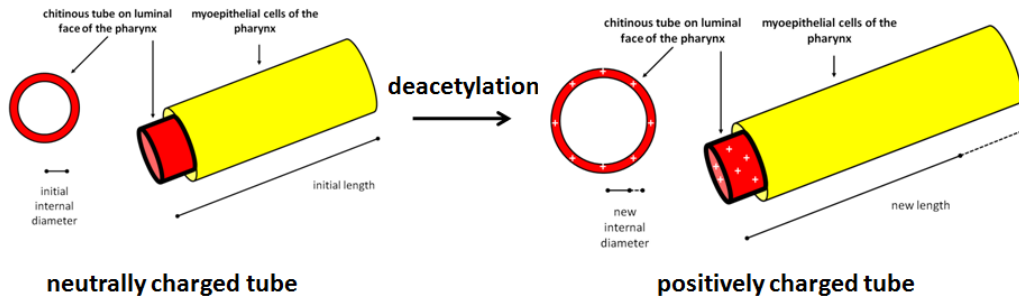 chitinous tube on luminal
face of the pharynx
myoepithelial cells of the
pharynx
initial
internal
diameter
initial length
neutrally charged tube
deacetylation
chitinous tube on luminal
face of the pharynx
myoepithelial cells of the
pharynx
new
internal
diameter
new length
positively charged tube